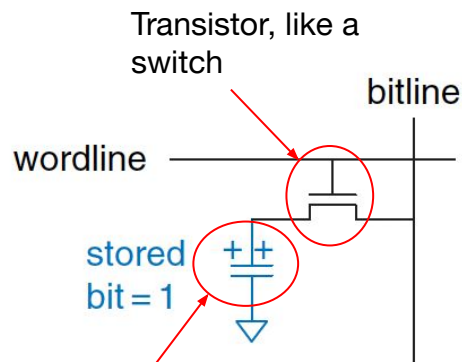 Transistor, like a
switch
bitline
wordline
stored
bit = 1
+ +